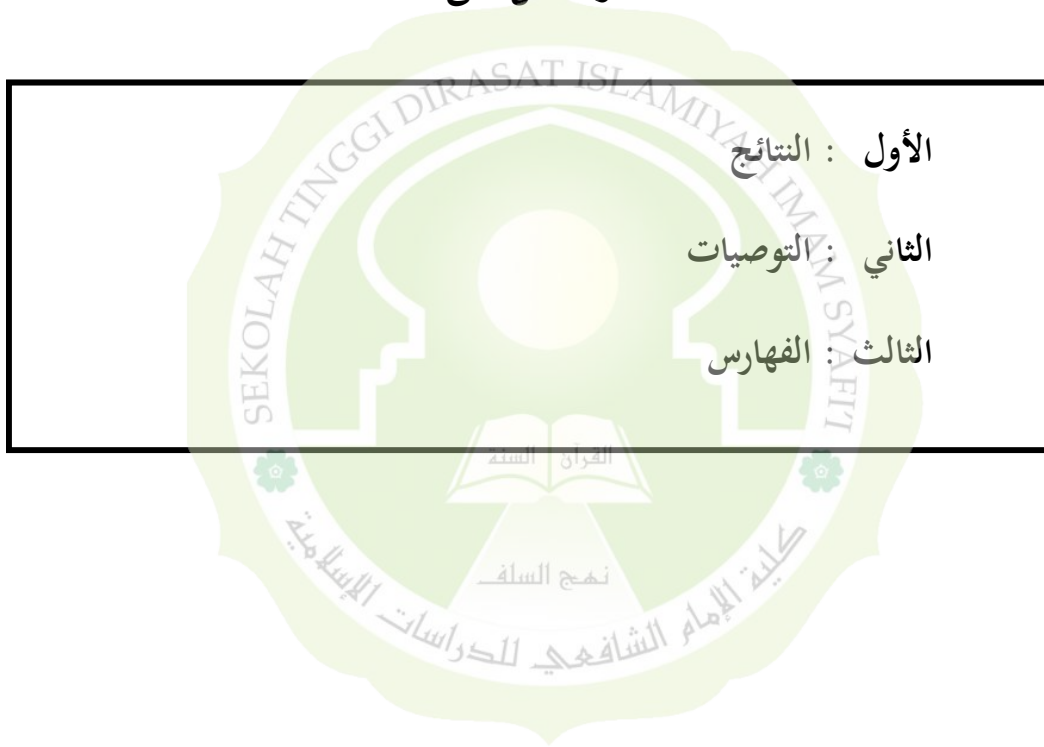 الأول : النتائج
الثاني : التوصيات
الثالث : الفهارس
SEKOLAH TINGGI DIRASAT ISLAMIYAH IMAM SYAFI'I
القرآن السنة
نهج السلف
كلية الإمام الشافعي للدراسات الإسلامية